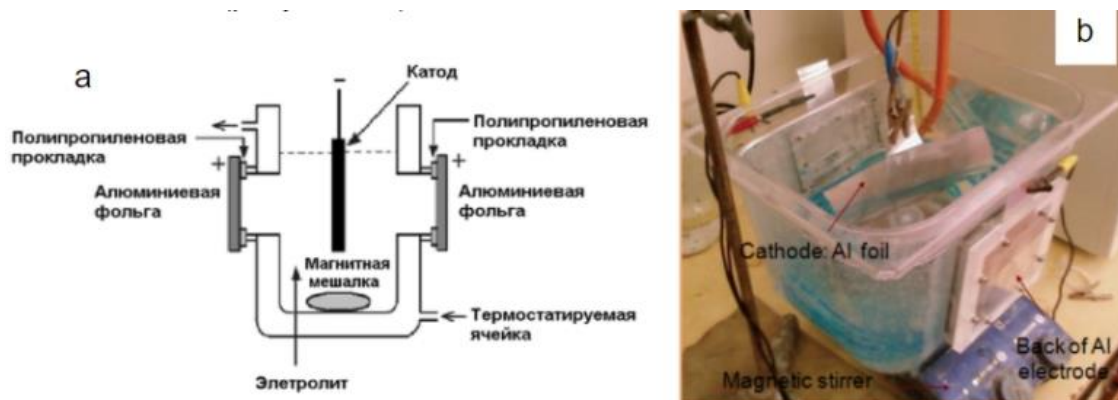 a
–
Катод
Полипропиленовая
прокладка
+
Алюминиевая
фольга
Полипропиленовая
прокладка
+
Алюминиевая
фольга
Магнитная
мешалка
Термостатируемая
ячейка
Элетролит
b
Cathode: Al foil
Back of Al
electrode
Magnetic stirrer